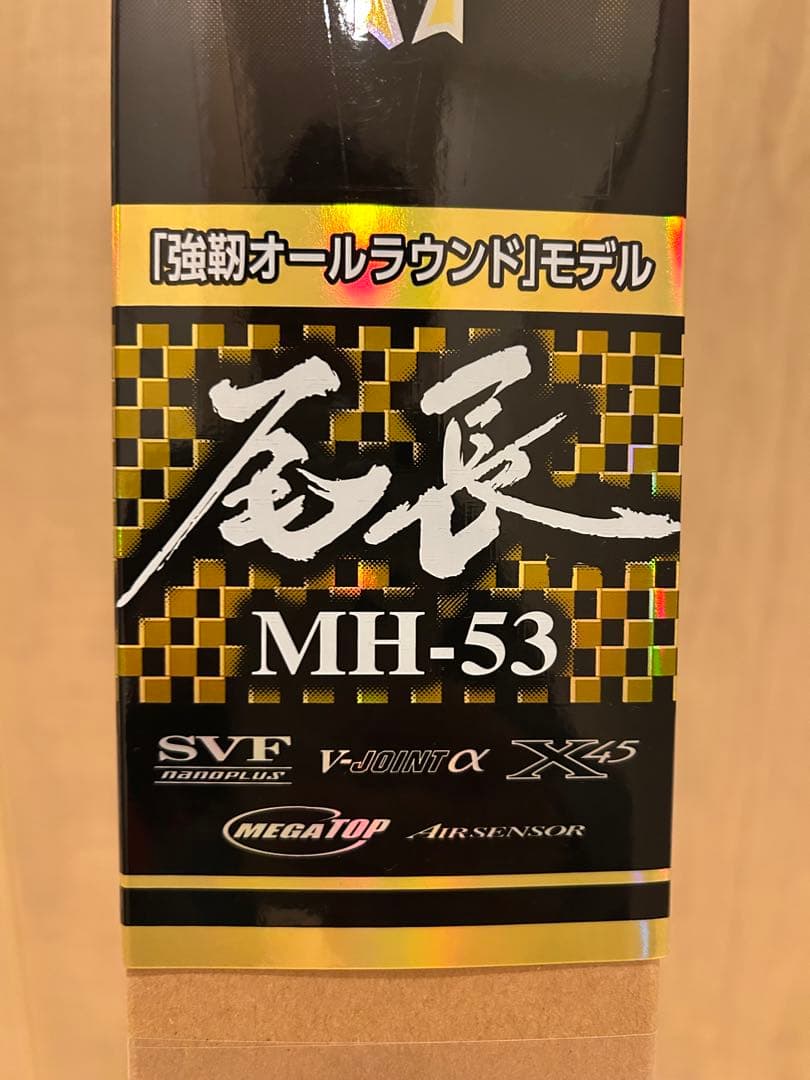 「強靭オールラウンド」モデル
尾長
MH-53
SVF V-JOINT α X45
nanoplus
MEGATOP AIRSENSOR